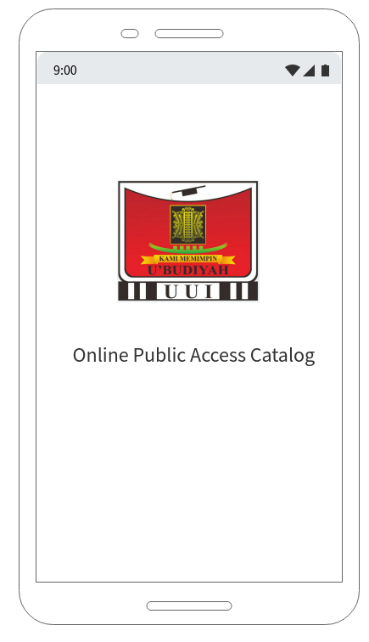 9:00
KAMI MEMIMPIN
U'BUDIYAH
U U I
Online Public Access Catalog